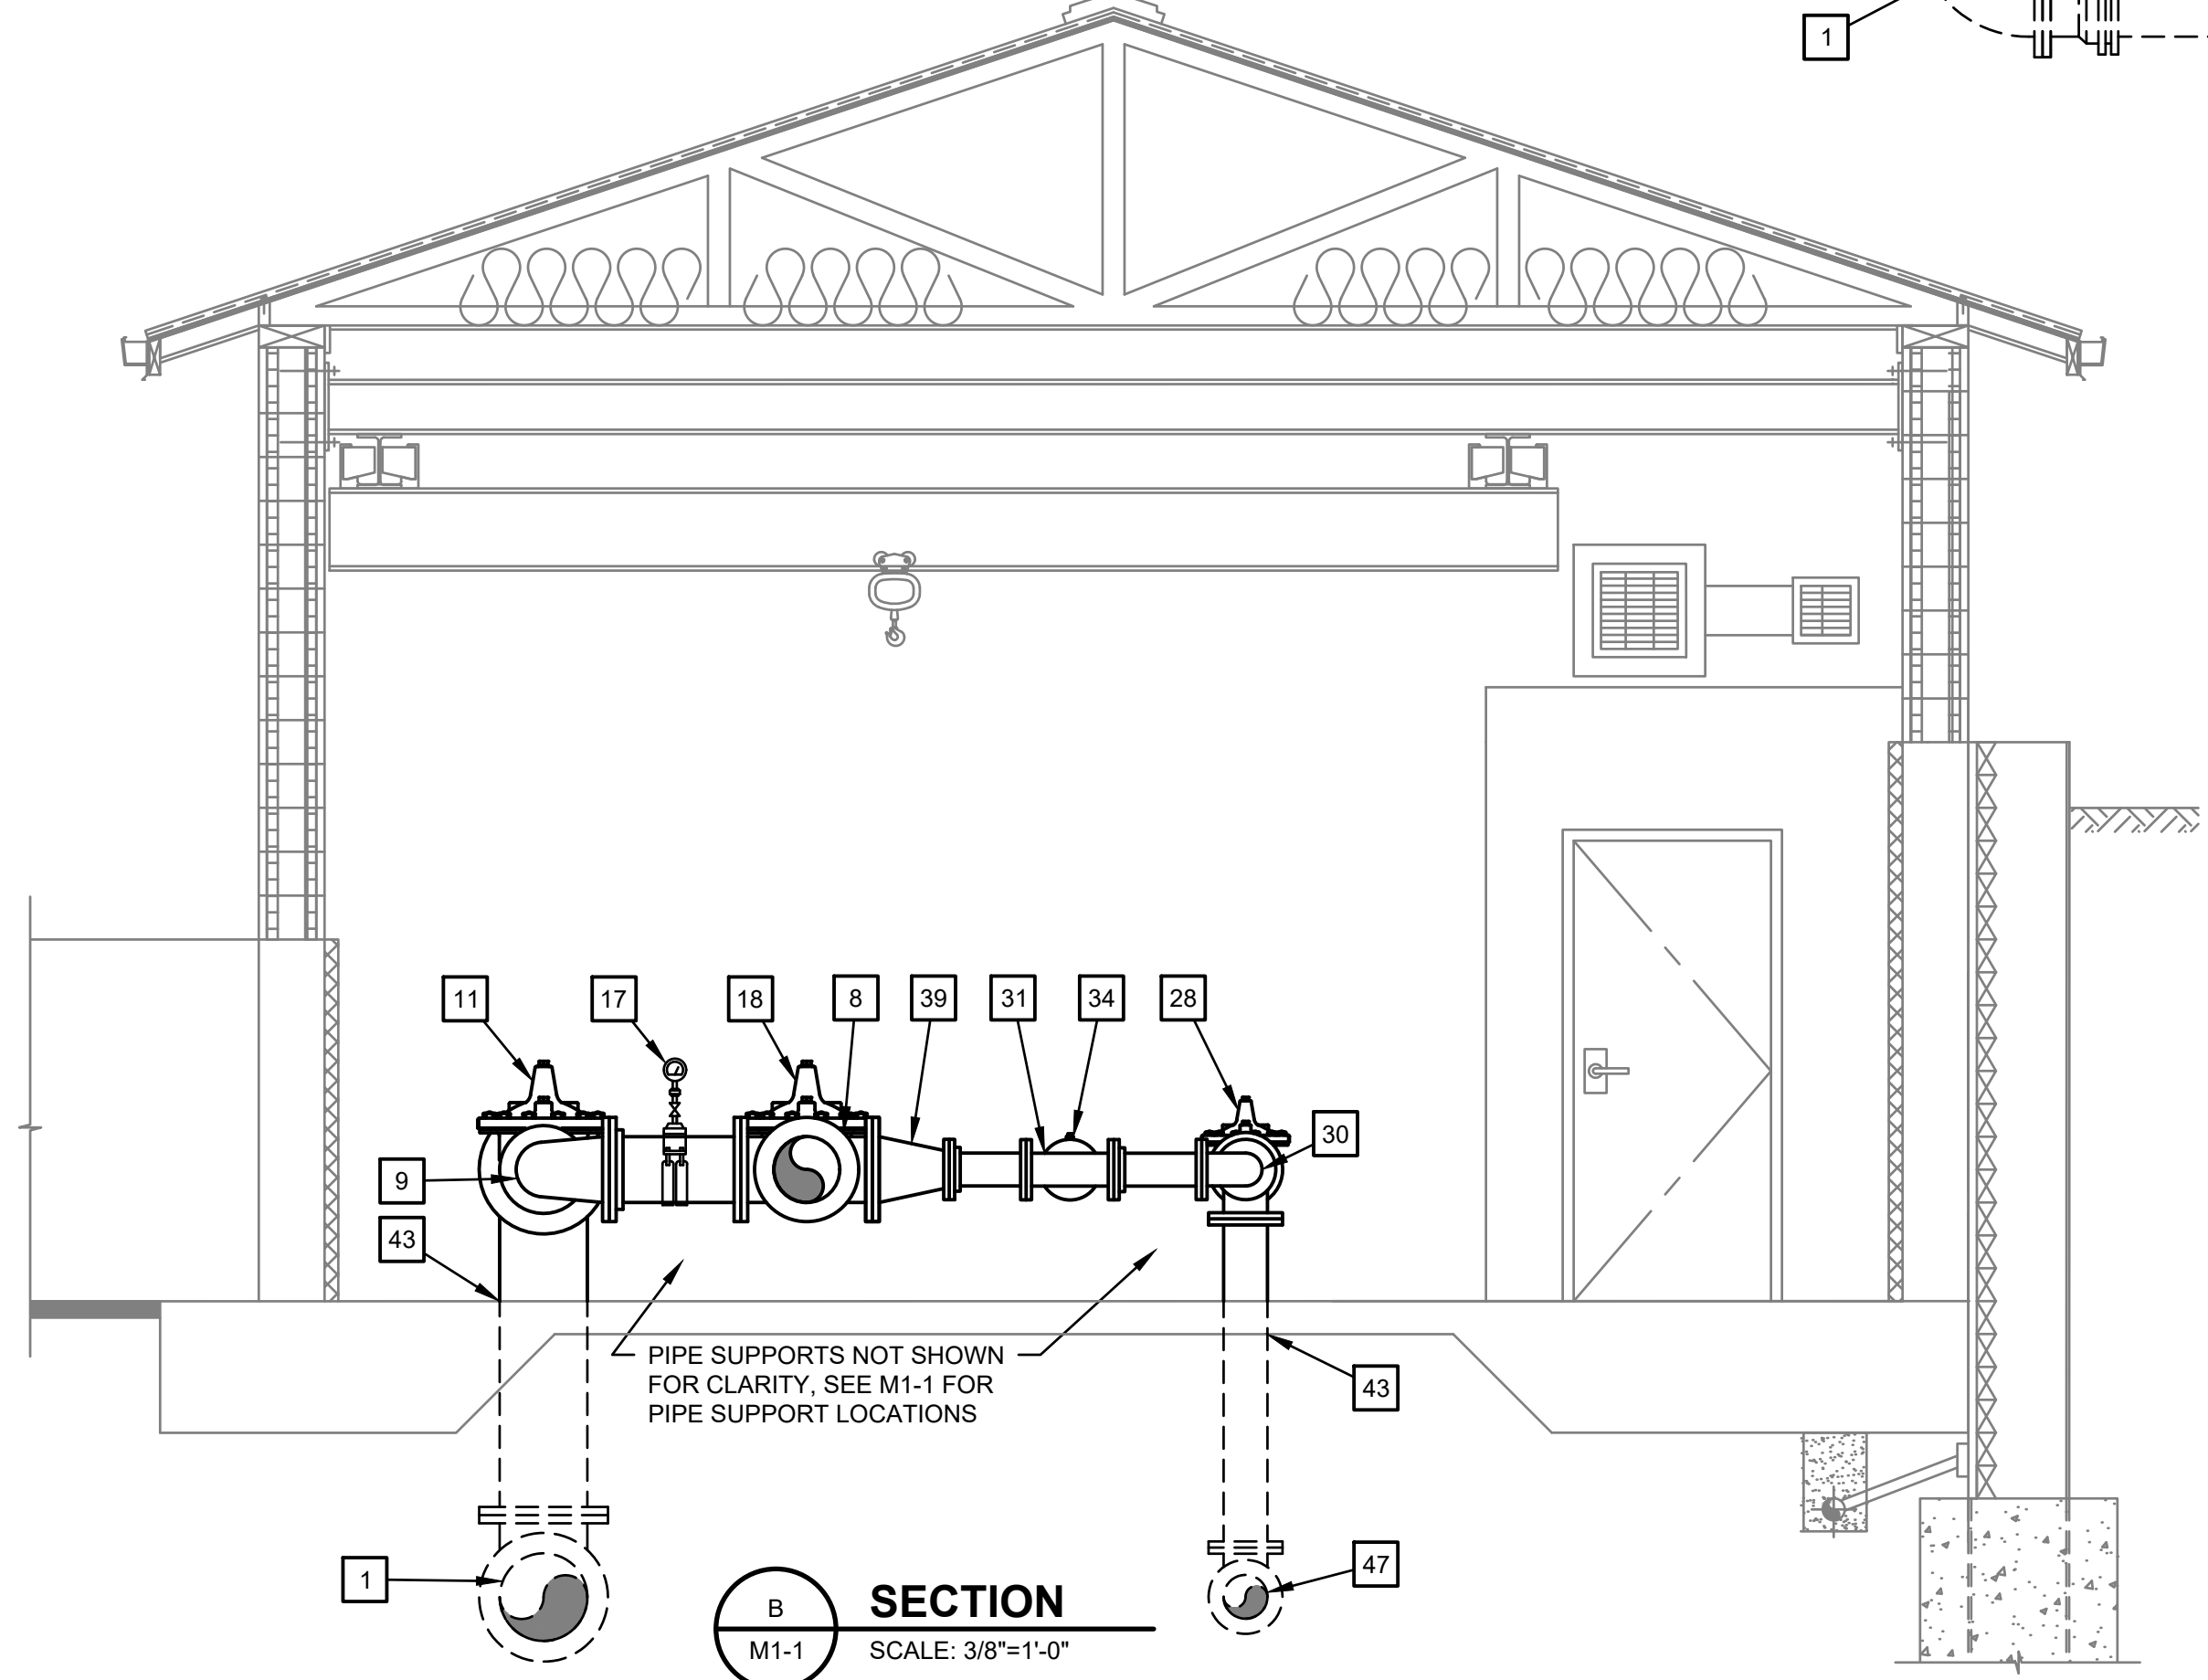 1
11
17
18
8
39
31
34
28
30
9
43
PIPE SUPPORTS NOT SHOWN
FOR CLARITY, SEE M1-1 FOR
PIPE SUPPORT LOCATIONS
43
1
47
B
M1-1
SECTION
SCALE: 3/8"=1'-0"